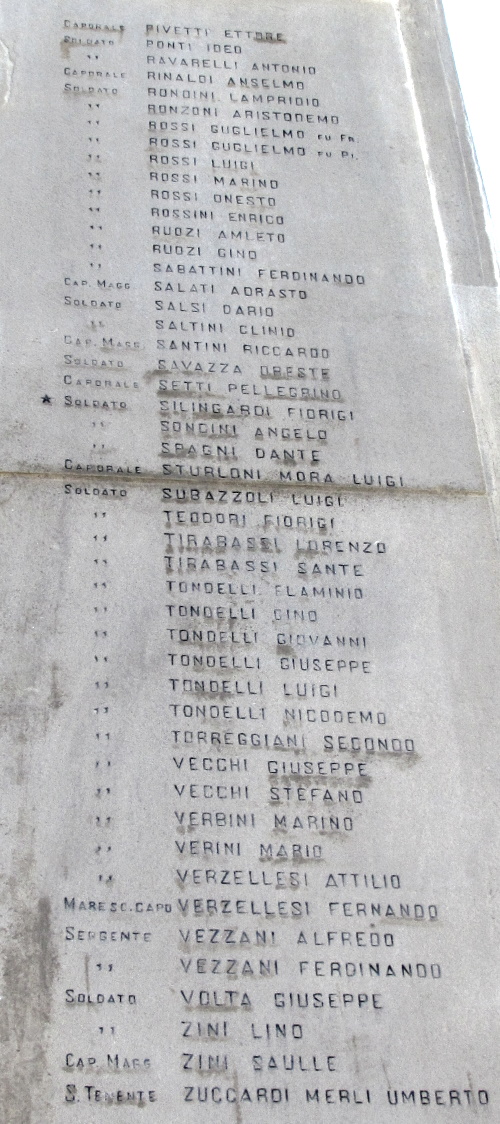 CAPORALE PIVETTI ETTORE
SOLDATO PONTI IDEO
" RAVARELLI ANTONIO
CAPORALE RINALDI ANSELMO
SOLDATO RONDINI LAMPRIDIO
" RONZONI ARISTODEMO
" ROSSI GUGLIELMO FU FR.
" ROSSI GUGLIELMO FU PI.
" ROSSI LUIGI
" ROSSI MARINO
" ROSSI ONESTO
" ROSSINI ENRICO
" RUOZI AMLETO
" RUOZI GINO
" SABATTINI FERDINANDO
CAP. MAGG SALATI ADRASTO
SOLDATO SALSI DARIO
" SALTINI CLINIO
CAP. MAGG. SANTINI RICCARDO
SOLDATO SAVAZZA ORESTE
CAPORALE SETTI PELLEGRINO
★ SOLDATO SILINGARDI FIORIGI
" SONCINI ANGELO
" SPAGNI DANTE
CAPORALE STURLONI MORA LUIGI
SOLDATO SUBAZZOLI LUIGI
" TEODORI FIORIGI
" TIRABASSI LORENZO
" TIRABASSI SANTE
" TONDELLI FLAMINIO
" TONDELLI GINO
" TONDELLI GIOVANNI
" TONDELLI GIUSEPPE
" TONDELLI LUIGI
" TONDELLI NICODEMO
" TORREGGIANI SECONDO
" VECCHI GIUSEPPE
" VECCHI STEFANO
" VERBINI MARINO
" VERINI MARIO
" VERZELLESI ATTILIO
MARESC. CAPO VERZELLESI FERNANDO
SERGENTE VEZZANI ALFREDO
" VEZZANI FERDINANDO
SOLDATO VOLTA GIUSEPPE
" ZINI LINO
CAP. MAGG ZINI SAULLE
S. TENENTE ZUCCARDI MERLI UMBERTO